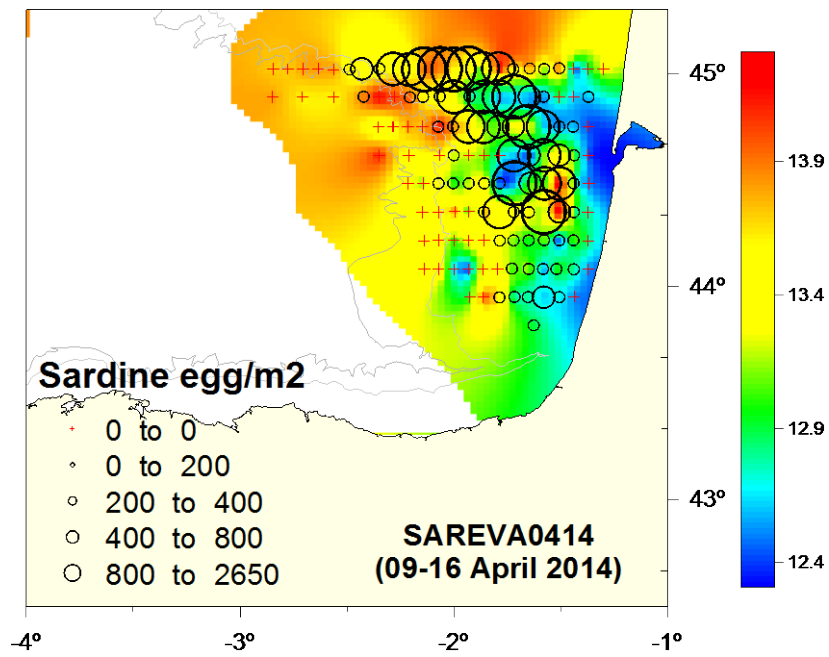 45º
13.9
44º
13.4
Sardine egg/m2
0 to 0
0 to 200
12.9
200 to 400
43º
400 to 800
SAREVA0414
800 to 2650
(09-16 April 2014)
12.4
-4º
-3º
-2º
-1º